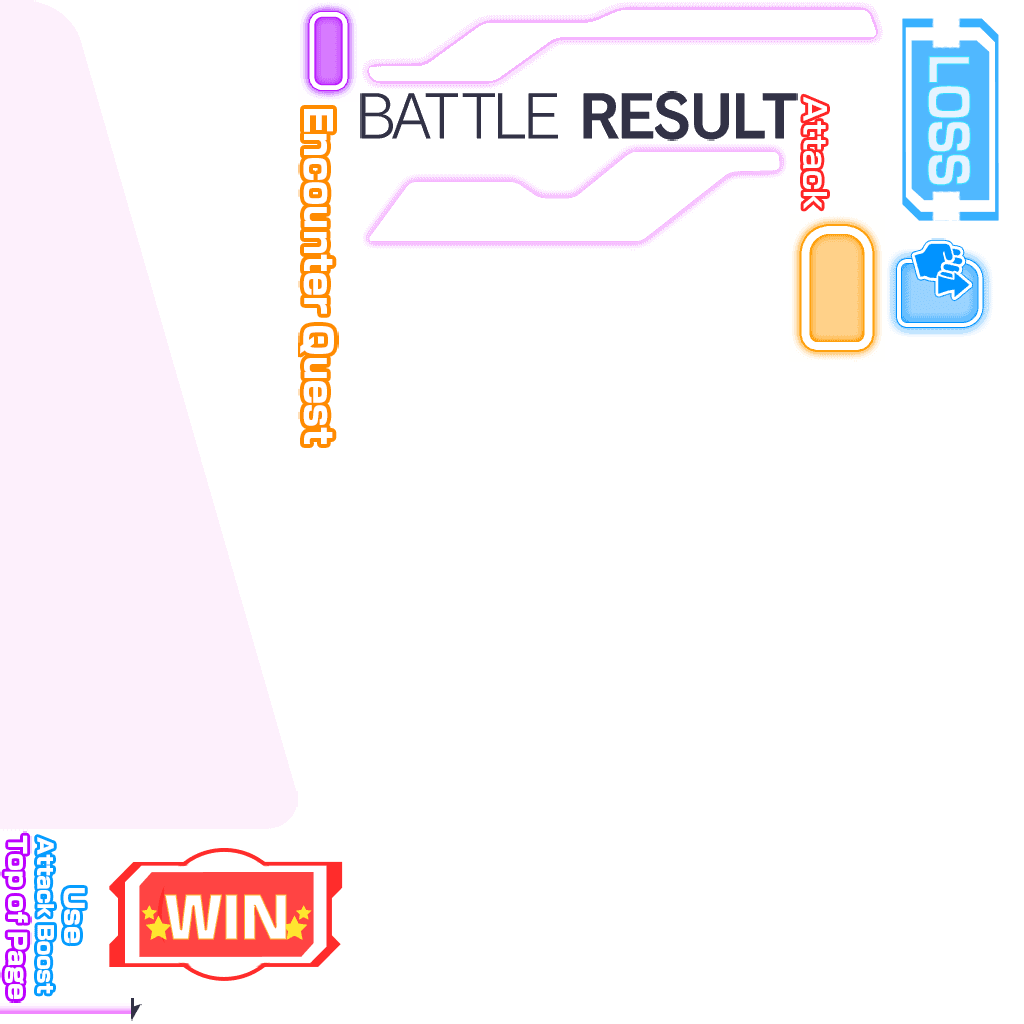 BATTLE RESULT
LOSS
Attack
Encounter Quest
Use
Attack Boost
Top of Page
WIN